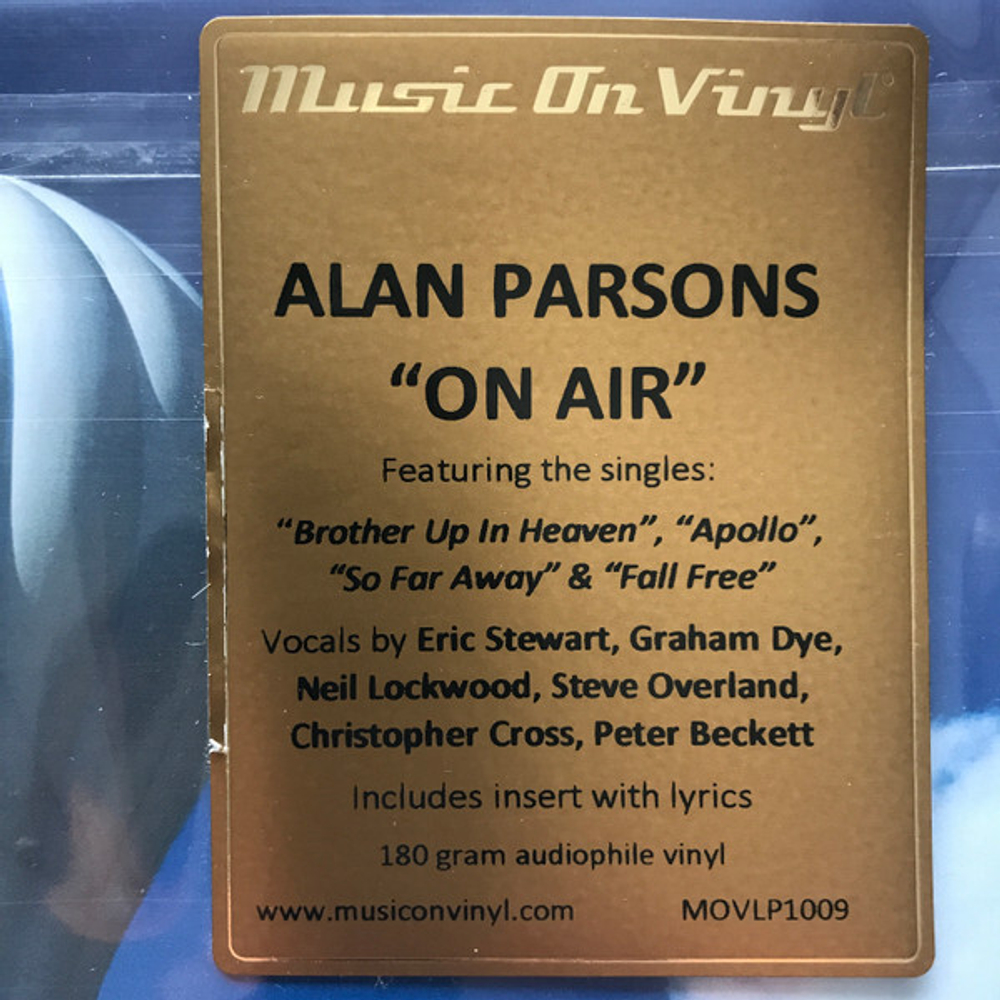 Music On Vinyl
ALAN PARSONS
“ON AIR”
Featuring the singles:
“Brother Up In Heaven”, “Apollo”,
“So Far Away” & “Fall Free”
Vocals by Eric Stewart, Graham Dye,
Neil Lockwood, Steve Overland,
Christopher Cross, Peter Beckett
Includes insert with lyrics
180 gram audiophile vinyl
www.musiconvinyl.com MOVLP1009